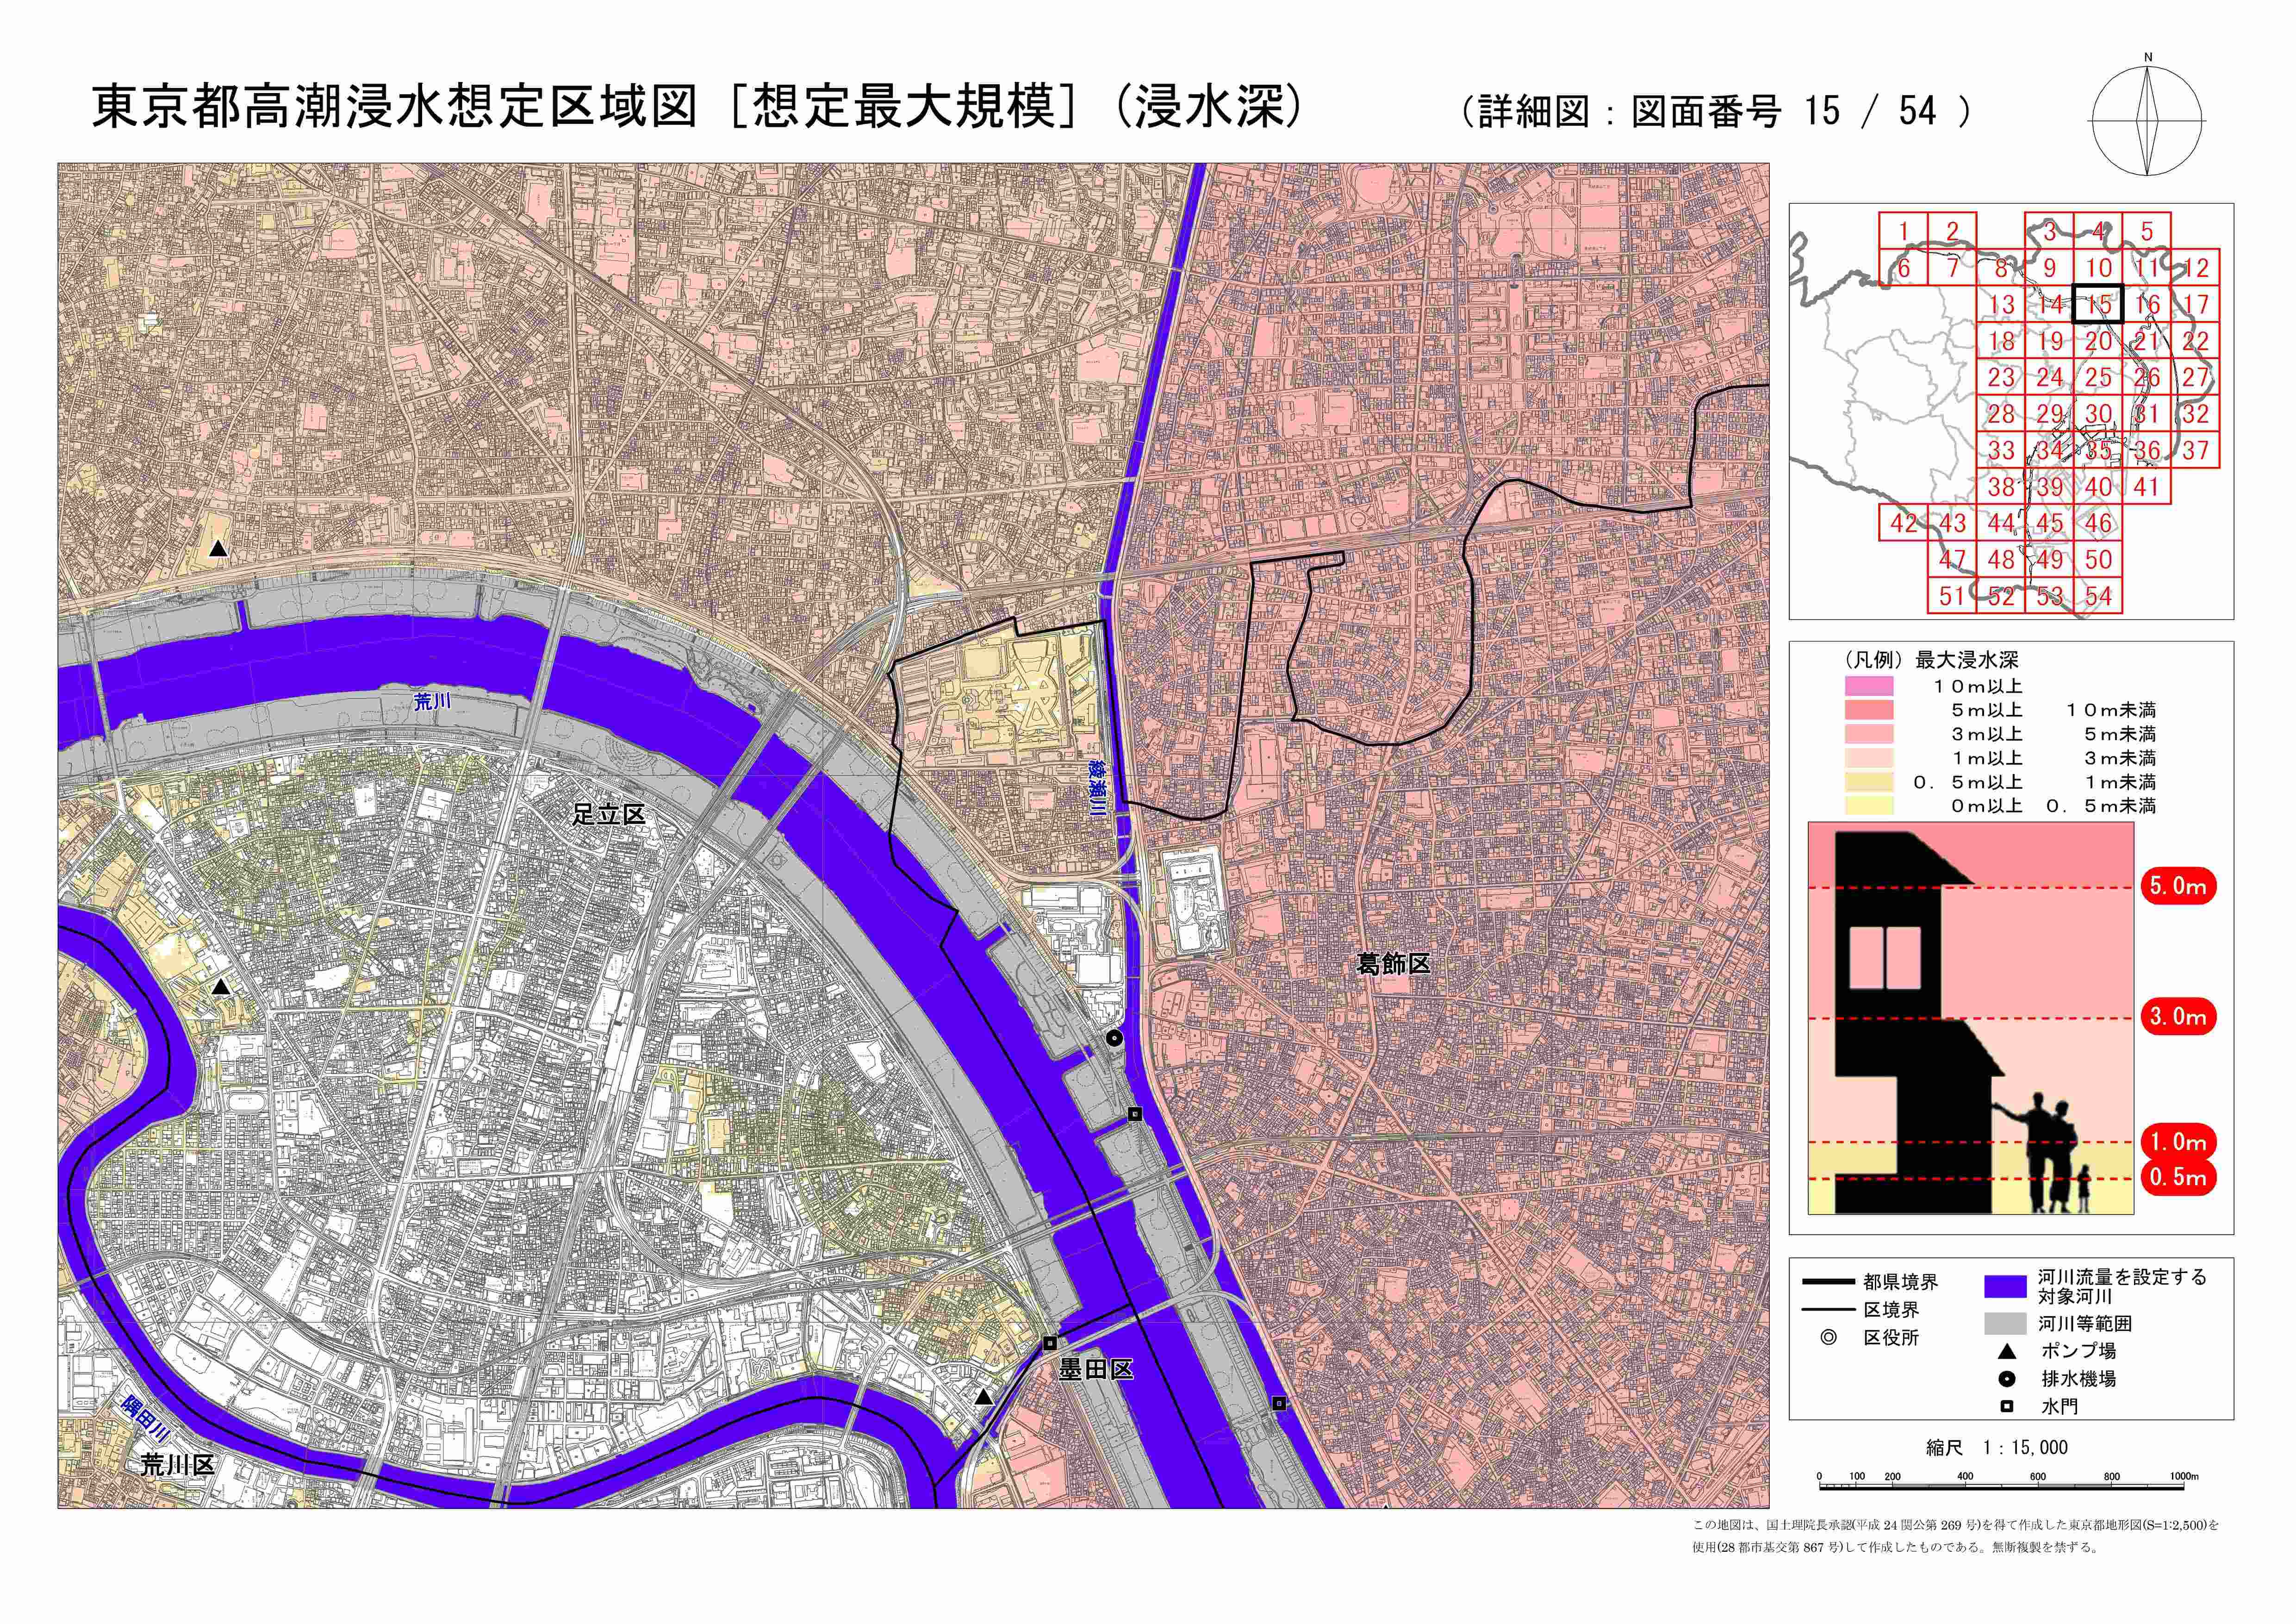 東京都高潮浸水想定区域図［想定最大規模］（浸水深）
（詳細図：図面番号 15 / 54 ）
N
1 2 3 4 5
6 7 8 9 10 11 12
13 14 15 16 17
18 19 20 21 22
23 24 25 26 27
28 29 30 31 32
33 34 35 36 37
38 39 40 41
42 43 44 45 46
47 48 49 50
51 52 53 54
荒川
綾瀬川
足立区
葛飾区
墨田区
隅田川
荒川区
（凡例）最大浸水深
１０ｍ以上
５ｍ以上　１０ｍ未満
３ｍ以上　５ｍ未満
１ｍ以上　３ｍ未満
０．５ｍ以上　１ｍ未満
０ｍ以上　０．５ｍ未満
5.0m
3.0m
1.0m
0.5m
都県境界
区境界
区役所
河川流量を設定する
対象河川
河川等範囲
ポンプ場
排水機場
水門
縮尺　1：15,000
0 100 200 400 600 800 1000m
この地図は、国土地理院長承認(平成 24 関公第 269 号)を得て作成した東京都地形図(S=1:2,500)を
使用(28 都市基交第 867 号)して作成したものである。無断複製を禁ずる。